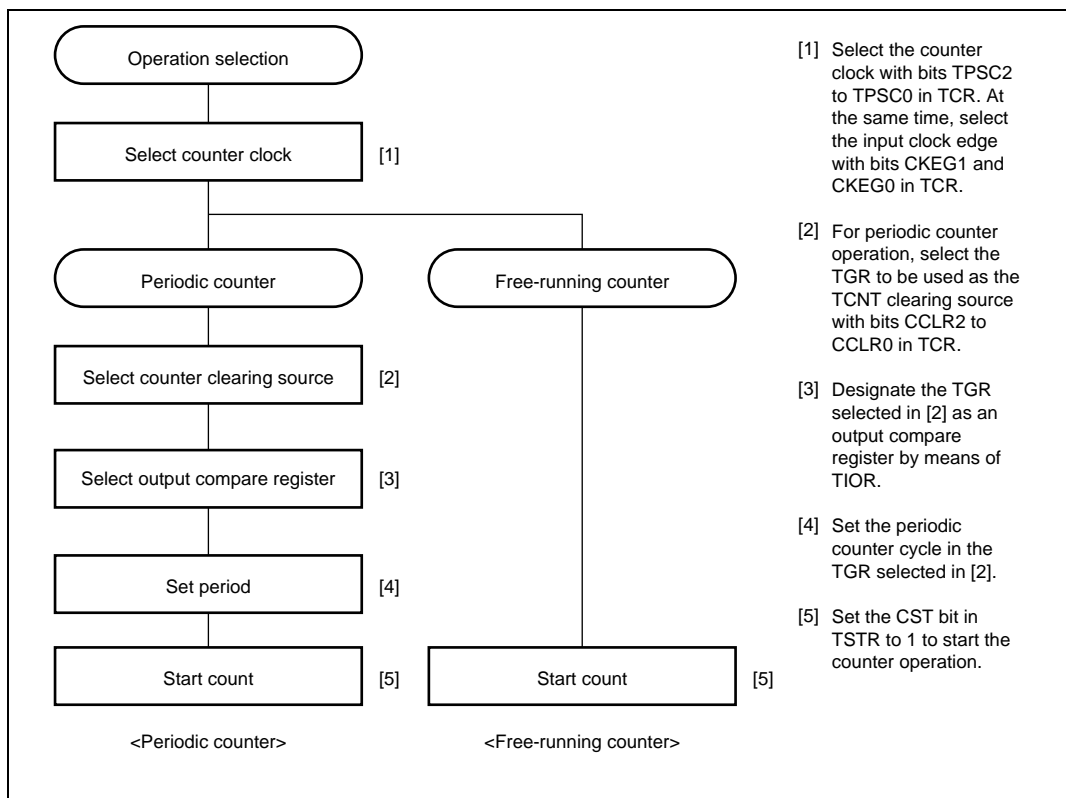 Operation selection
Select counter clock [1]
Periodic counter
Free-running counter
Select counter clearing source [2]
Select output compare register [3]
Set period [4]
Start count [5]
Start count [5]
<Periodic counter>
<Free-running counter>
[1] Select the counter
clock with bits TPSC2
to TPSC0 in TCR. At
the same time, select
the input clock edge
with bits CKEG1 and
CKEG0 in TCR.
[2] For periodic counter
operation, select the
TGR to be used as the
TCNT clearing source
with bits CCLR2 to
CCLR0 in TCR.
[3] Designate the TGR
selected in [2] as an
output compare
register by means of
TIOR.
[4] Set the periodic
counter cycle in the
TGR selected in [2].
[5] Set the CST bit in
TSTR to 1 to start the
counter operation.